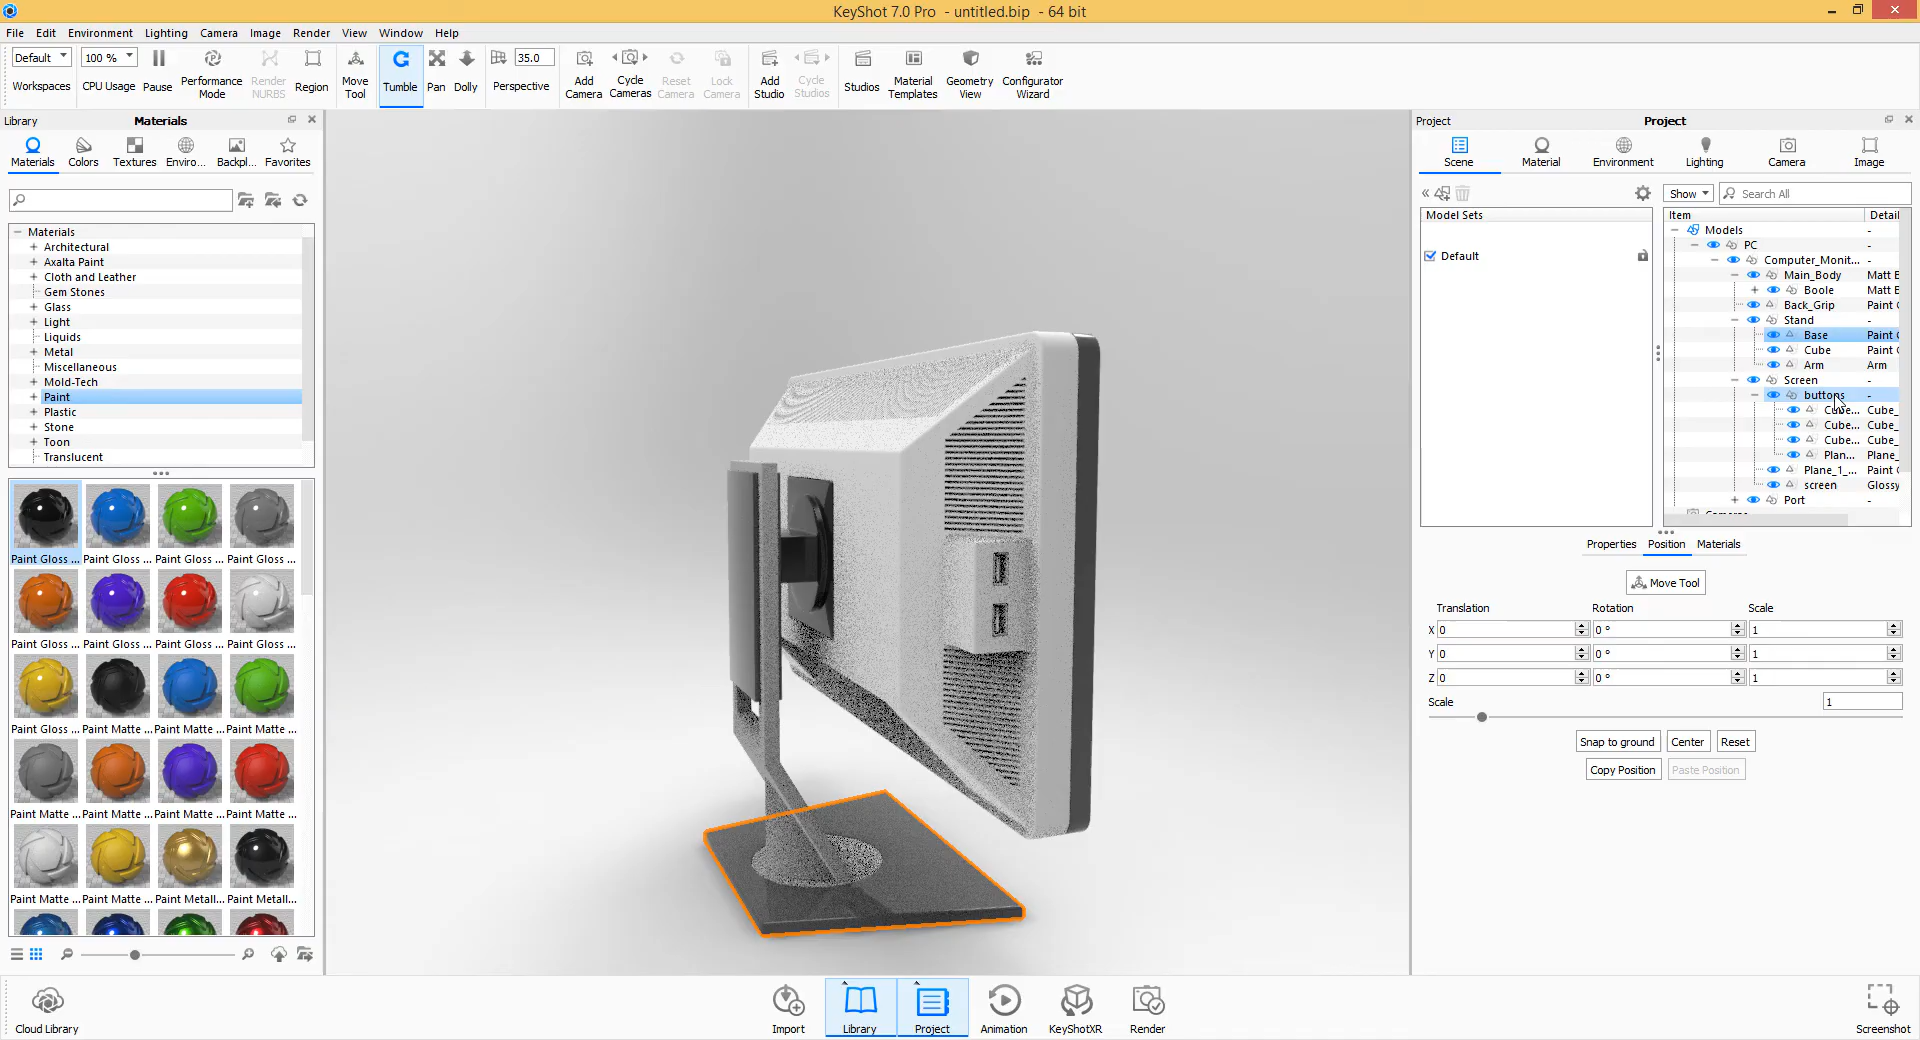 KeyShot 7.0 Pro - untitled.bip - 64 bit
File Edit Environment Lighting Camera Image Render View Window Help
Default 100 % 35.0
Workspaces CPU Usage Pause Performance Mode Render NURBS Region Move Tool Tumble Pan Dolly Perspective Add Camera Cycle Cameras Reset Camera Lock Camera Add Studio Cycle Studios Studios Material Templates Geometry View Configurator Wizard
Library Materials
Materials Colors Textures Enviro... Backpl... Favorites
Materials
Architectural
Axalta Paint
Cloth and Leather
Gem Stones
Glass
Light
Liquids
Metal
Miscellaneous
Mold-Tech
Paint
Plastic
Stone
Toon
Translucent
Paint Gloss ... Paint Gloss ... Paint Gloss ... Paint Gloss ...
Paint Gloss ... Paint Gloss ... Paint Gloss ... Paint Gloss ...
Paint Gloss ... Paint Matte ... Paint Matte ... Paint Matte ...
Paint Matte ... Paint Matte ... Paint Matte ... Paint Matte ...
Paint Matte ... Paint Matte ... Paint Metall... Paint Metall...
Project Project
Scene Material Environment Lighting Camera Image
Show Search All
Model Sets
Default
Item Detail
Models -
PC -
Computer_Monit... -
Main_Body Matt B
Boole Matt B
Back_Grip Paint
Stand -
Base Paint
Cube Paint
Arm Arm
Screen -
buttons -
Cube... Cube_
Cube... Cube_
Cube... Cube_
Plan... Plane_
Plane_1_... Paint
screen Glossy
Port -
Properties Position Materials
Move Tool
Translation Rotation Scale
X 0 0 ° 1
Y 0 0 ° 1
Z 0 0 ° 1
Scale 1
Snap to ground Center Reset
Copy Position Paste Position
Cloud Library Import Library Project Animation KeyShotXR Render Screenshot